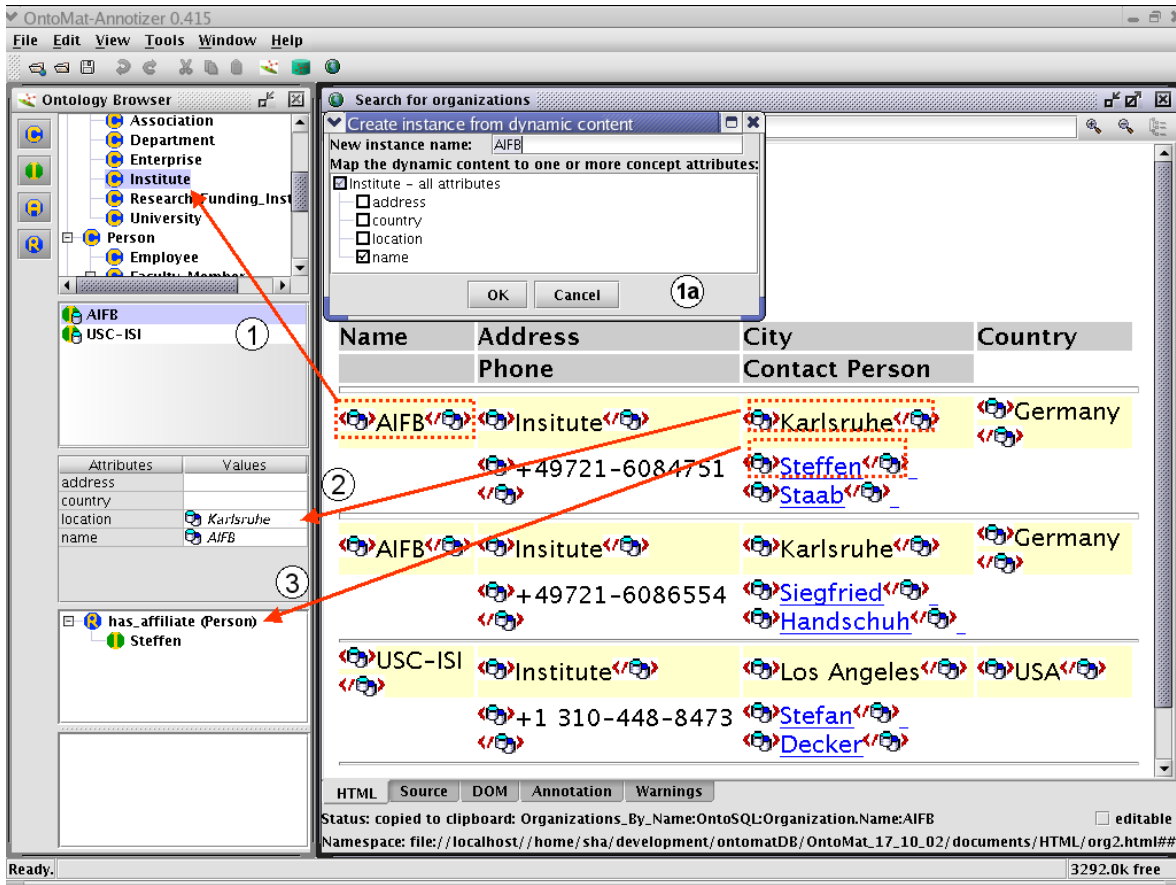 OntoMat-Annotizer 0.415
File Edit View Tools Window Help
Ontology Browser
Association
Department
Enterprise
Institute
Research_Funding_Inst
University
Person
Employee
Faculty_Member
AIFB
USC-ISI
1
Attributes Values
address
country
location Karlsruhe
name AIFB
2
3
has_affiliate (Person)
Steffen
Search for organizations
Create instance from dynamic content
New instance name: AIFB
Map the dynamic content to one or more concept attributes:
Institute - all attributes
address
country
location
name
OK Cancel
1a
Name Address City Country
Phone Contact Person
<AIFB</ <Insitute</ <Karlsruhe</ <Germany
</>
<+49721-6084751 <Steffen</
</> <Staab</
<AIFB</ <Insitute</ <Karlsruhe</ <Germany
</>
<+49721-6086554 <Siegfried</
</> <Handschuh</
<USC-ISI <Institute</ <Los Angeles</ <USA</
</>
<+1 310-448-8473 <Stefan</
</> <Decker</
HTML Source DOM Annotation Warnings
Status: copied to clipboard: Organizations_By_Name:OntoSQL:Organization.Name:AIFB editable
Namespace: file://localhost//home/sha/development/ontomatDB/OntoMat_17_10_02/documents/HTML/org2.html##
Ready. 3292.0k free